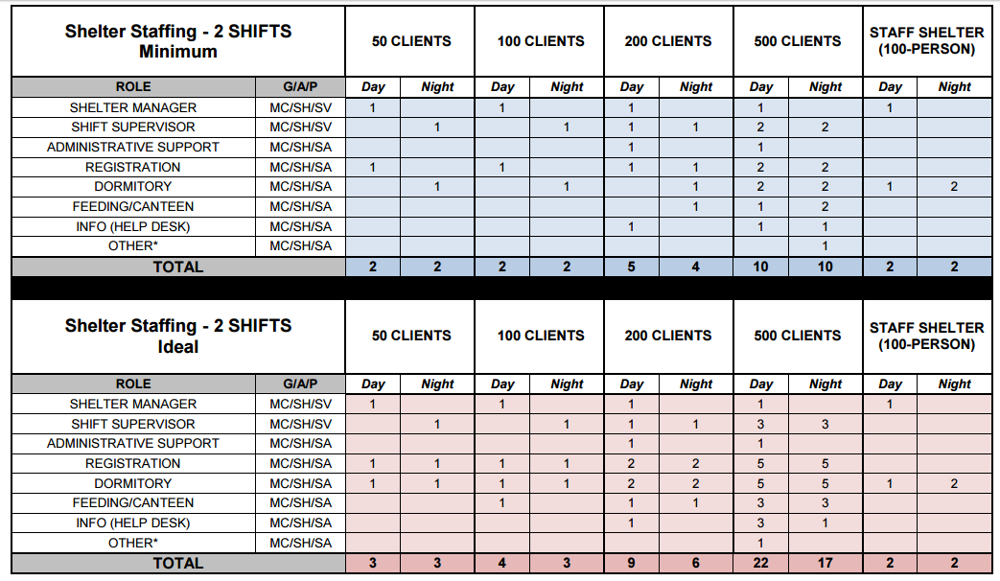 Shelter Staffing - 2 SHIFTS
Minimum
50 CLIENTS 100 CLIENTS 200 CLIENTS 500 CLIENTS STAFF SHELTER
(100-PERSON)
ROLE G/A/P Day Night Day Night Day Night Day Night Day Night
SHELTER MANAGER MC/SH/SV 1 1 1 1 1
SHIFT SUPERVISOR MC/SH/SV 1 1 1 1 2 2
ADMINISTRATIVE SUPPORT MC/SH/SA 1 1
REGISTRATION MC/SH/SA 1 1 1 1 2 2
DORMITORY MC/SH/SA 1 1 1 2 2 1 2
FEEDING/CANTEEN MC/SH/SA 1 1 2
INFO (HELP DESK) MC/SH/SA 1 1 1
OTHER* MC/SH/SA 1
TOTAL 2 2 2 2 5 4 10 10 2 2
Shelter Staffing - 2 SHIFTS
Ideal
50 CLIENTS 100 CLIENTS 200 CLIENTS 500 CLIENTS STAFF SHELTER
(100-PERSON)
ROLE G/A/P Day Night Day Night Day Night Day Night Day Night
SHELTER MANAGER MC/SH/SV 1 1 1 1 1
SHIFT SUPERVISOR MC/SH/SV 1 1 1 1 3 3
ADMINISTRATIVE SUPPORT MC/SH/SA 1 1
REGISTRATION MC/SH/SA 1 1 1 1 2 2 5 5
DORMITORY MC/SH/SA 1 1 1 1 2 2 5 5 1 2
FEEDING/CANTEEN MC/SH/SA 1 1 1 3 3
INFO (HELP DESK) MC/SH/SA 1 3 1
OTHER* MC/SH/SA 1
TOTAL 3 3 4 3 9 6 22 17 2 2